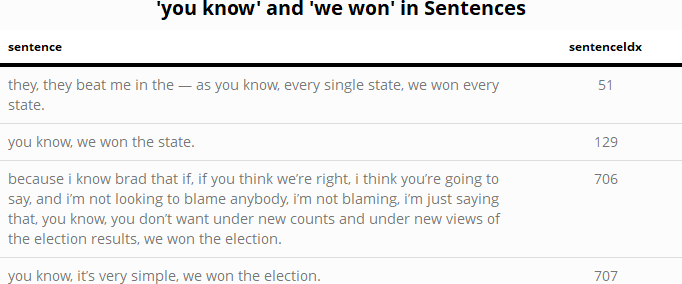 'you know' and 'we won' in Sentences
sentence sentenceIdx
they, they beat me in the — as you know, every single state, we won every 51
state.
you know, we won the state. 129
because i know brad that if, if you think we’re right, i think you’re going to 706
say, and i’m not looking to blame anybody, i’m not blaming, i’m just saying
that, you know, you don’t want under new counts and under new views of
the election results, we won the election.
you know, it’s very simple, we won the election. 707